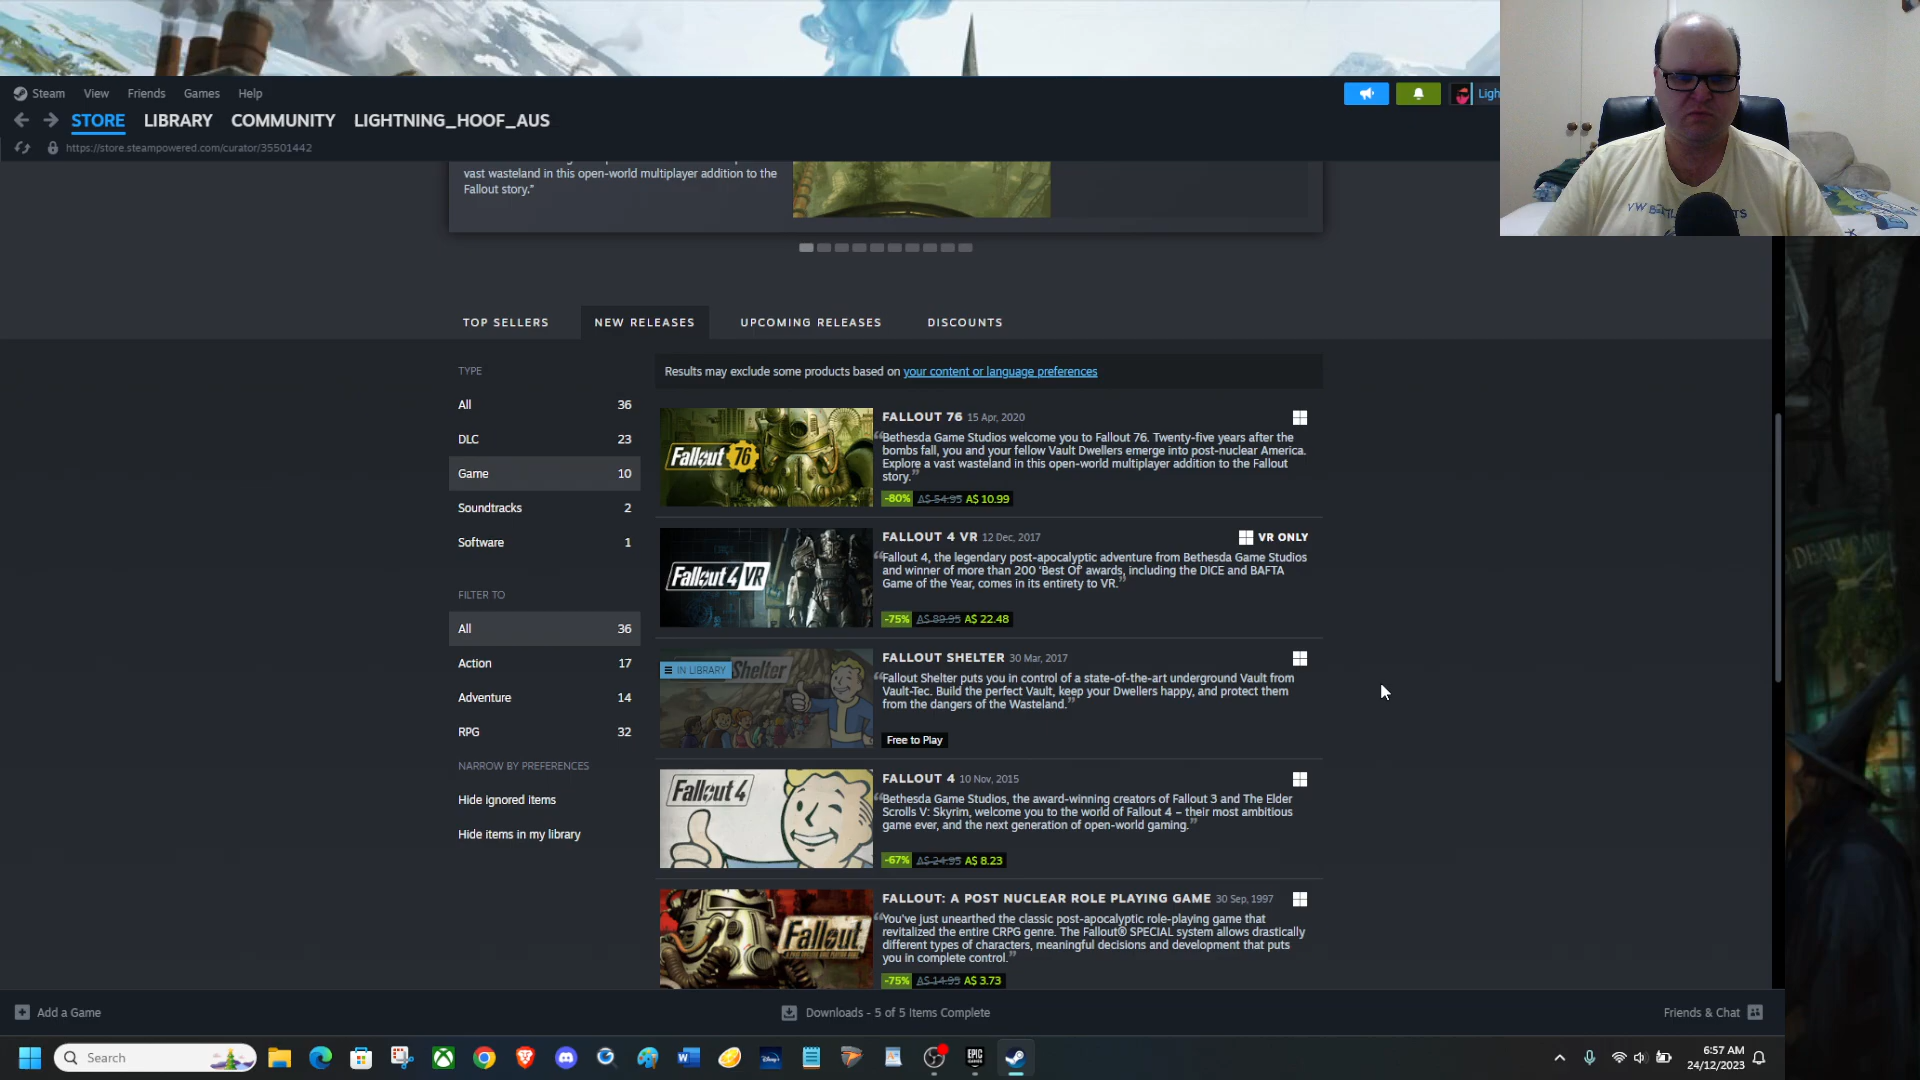 Steam View Friends Games Help
Ligh
STORE LIBRARY COMMUNITY LIGHTNING_HOOF_AUS
https://store.steampowered.com/curator/35501442
vast wasteland in this open-world multiplayer addition to the
Fallout story."
TOP SELLERS NEW RELEASES UPCOMING RELEASES DISCOUNTS
TYPE
All 36
DLC 23
Game 10
Soundtracks 2
Software 1
FILTER TO
All 36
Action 17
Adventure 14
RPG 32
NARROW BY PREFERENCES
Hide ignored items
Hide items in my library
Results may exclude some products based on your content or language preferences
Fallout 76
FALLOUT 76 15 Apr, 2020
“Bethesda Game Studios welcome you to Fallout 76. Twenty-five years after the
bombs fall, you and your fellow Vault Dwellers emerge into post-nuclear America.
Explore a vast wasteland in this open-world multiplayer addition to the Fallout
story.”
-80% A$ 54.95 A$ 10.99
Fallout 4 VR
FALLOUT 4 VR 12 Dec, 2017
VR ONLY
“Fallout 4, the legendary post-apocalyptic adventure from Bethesda Game Studios
and winner of more than 200 ‘Best Of’ awards, including the DICE and BAFTA
Game of the Year, comes in its entirety to VR.”
-75% A$ 89.95 A$ 22.48
IN LIBRARY
Shelter
FALLOUT SHELTER 30 Mar, 2017
“Fallout Shelter puts you in control of a state-of-the-art underground Vault from
Vault-Tec. Build the perfect Vault, keep your Dwellers happy, and protect them
from the dangers of the Wasteland.”
Free to Play
Fallout 4
FALLOUT 4 10 Nov, 2015
“Bethesda Game Studios, the award-winning creators of Fallout 3 and The Elder
Scrolls V: Skyrim, welcome you to the world of Fallout 4 – their most ambitious
game ever, and the next generation of open-world gaming.”
-67% A$ 24.95 A$ 8.23
Fallout
FALLOUT: A POST NUCLEAR ROLE PLAYING GAME 30 Sep, 1997
“You've just unearthed the classic post-apocalyptic role-playing game that
revitalized the entire CRPG genre. The Fallout® SPECIAL system allows drastically
different types of characters, meaningful decisions and development that puts
you in complete control.”
-75% A$ 14.95 A$ 3.73
Add a Game
Downloads - 5 of 5 Items Complete
Friends & Chat
Search
EPIC
6:57 AM
24/12/2023